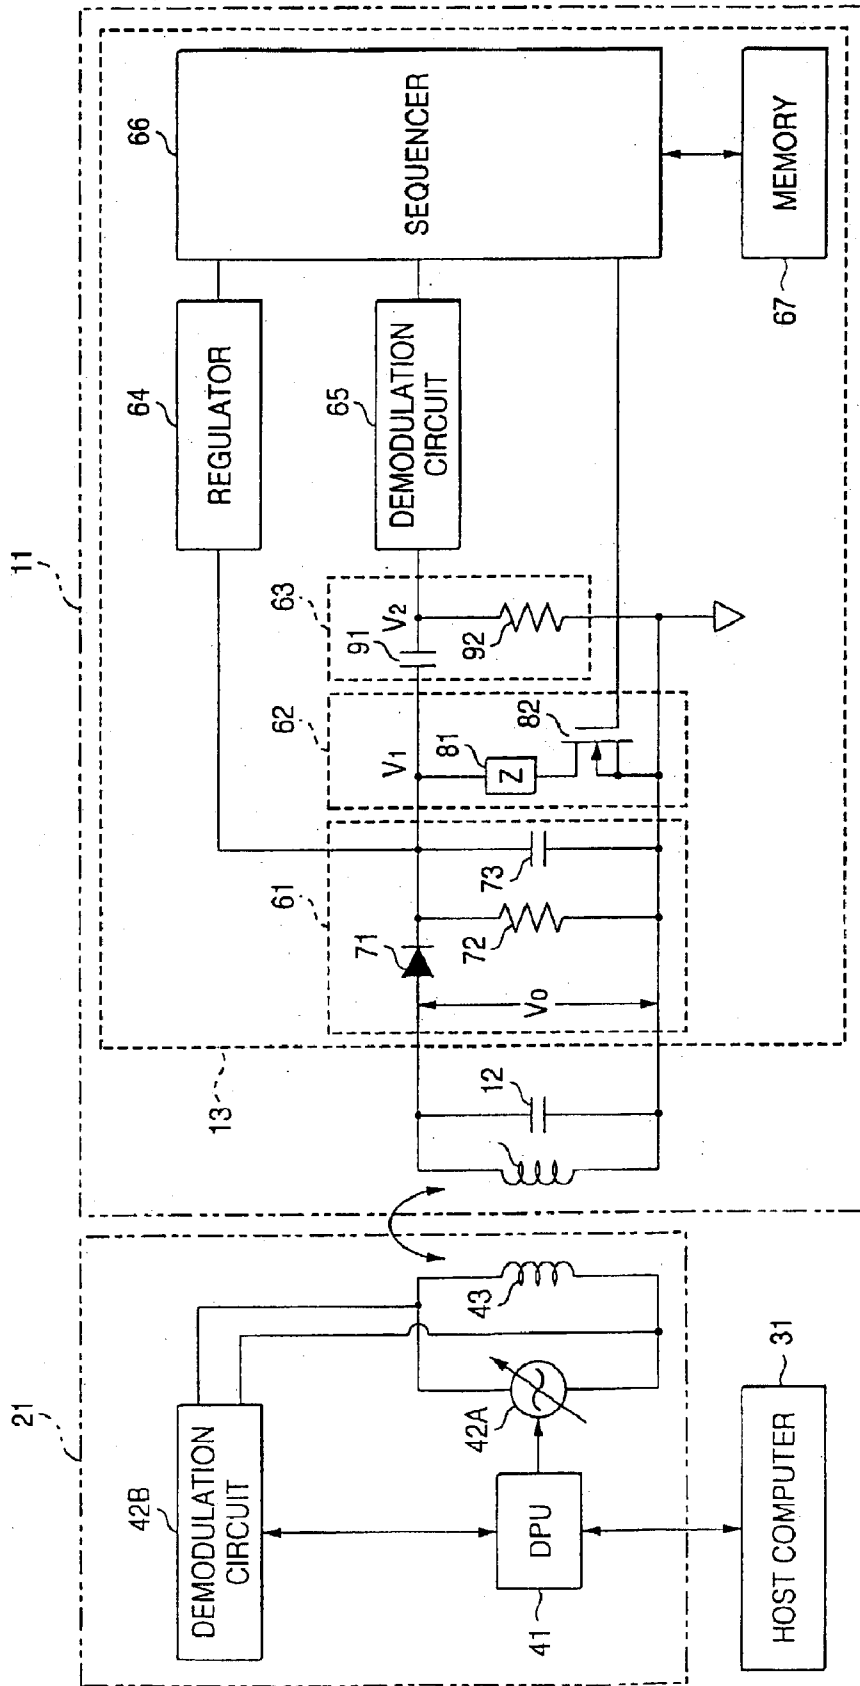 21
11
42B
DEMODULATION
CIRCUIT
41
DPU
42A
43
HOST COMPUTER
31
13
12
61
71
V0
72
73
62
V1
81
Z
82
63
V2
91
92
64
REGULATOR
65
DEMODULATION
CIRCUIT
66
SEQUENCER
67
MEMORY